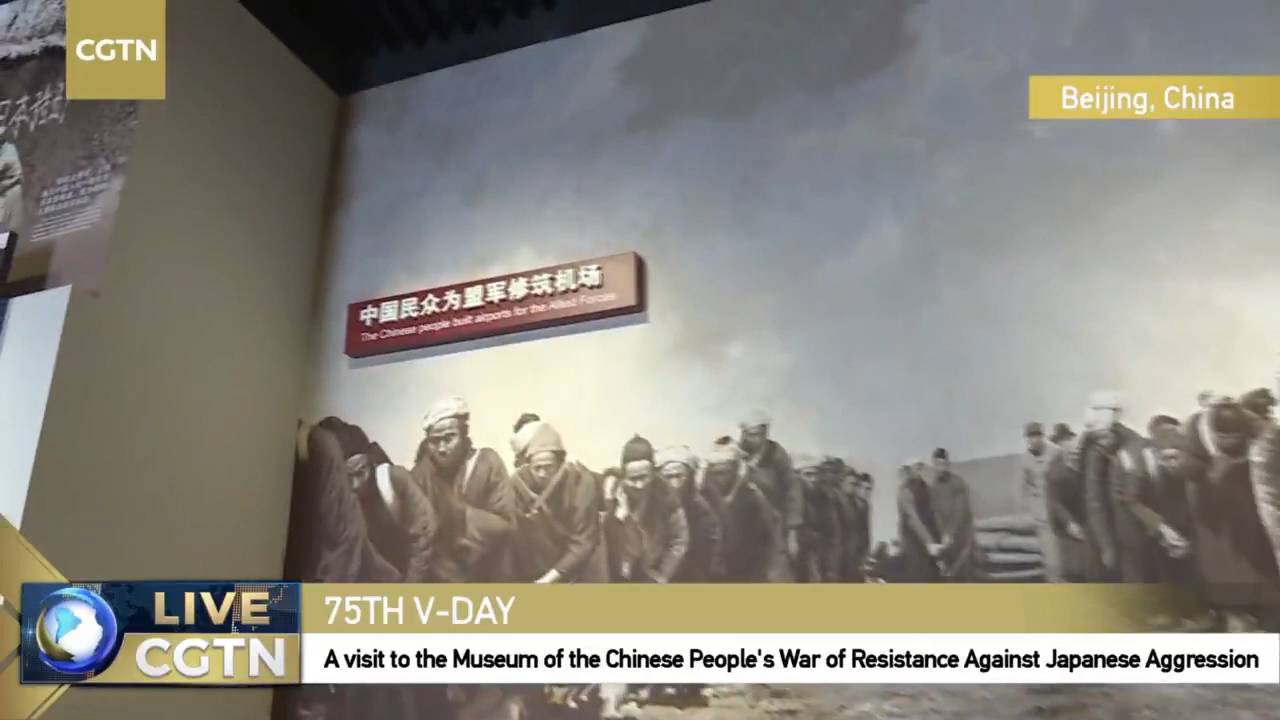 CGTN
Beijing, China
中国民众为盟军修筑机场
The Chinese people built airports for the Allied Forces
75TH V-DAY
LIVE
CGTN
A visit to the Museum of the Chinese People's War of Resistance Against Japanese Aggression